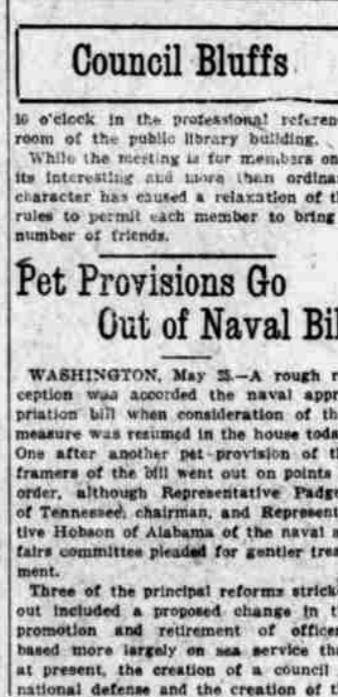 Council Bluffs
10 o'clock in the professional referen
room of the public library building.
While the meeting is for members on
its interesting and more than ordina
character has caused a relaxation of t
rules to permit each member to bring
number of friends.
Pet Provisions Go
Out of Naval Bil
WASHINGTON, May —A rough r
ception was accorded the naval appr
priation bill when consideration of th
measure was resumed in the house toda
One after another pet provision of t
framers of the bill went out on points
order, although Representative Padge
of Tennessee, chairman, and Represent
tive Hobson of Alabama of the naval a
fairs committee pleaded for gentler trea
ment.
Three of the principal reforms strick
out included a proposed change in t
promotion and retirement of officer
based more largely on sea service tha
at present, the creation of a council
national defense and the creation of t